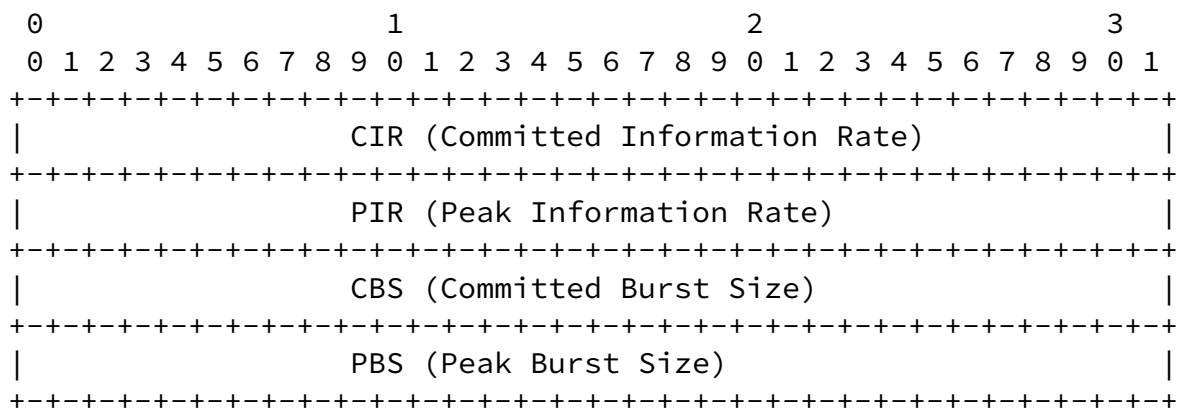 0                   1                   2                   3
 0 1 2 3 4 5 6 7 8 9 0 1 2 3 4 5 6 7 8 9 0 1 2 3 4 5 6 7 8 9 0 1
+-+-+-+-+-+-+-+-+-+-+-+-+-+-+-+-+-+-+-+-+-+-+-+-+-+-+-+-+-+-+-+-+
|                  CIR (Committed Information Rate)             |
+-+-+-+-+-+-+-+-+-+-+-+-+-+-+-+-+-+-+-+-+-+-+-+-+-+-+-+-+-+-+-+-+
|                  PIR (Peak Information Rate)                  |
+-+-+-+-+-+-+-+-+-+-+-+-+-+-+-+-+-+-+-+-+-+-+-+-+-+-+-+-+-+-+-+-+
|                  CBS (Committed Burst Size)                   |
+-+-+-+-+-+-+-+-+-+-+-+-+-+-+-+-+-+-+-+-+-+-+-+-+-+-+-+-+-+-+-+-+
|                  PBS (Peak Burst Size)                        |
+-+-+-+-+-+-+-+-+-+-+-+-+-+-+-+-+-+-+-+-+-+-+-+-+-+-+-+-+-+-+-+-+